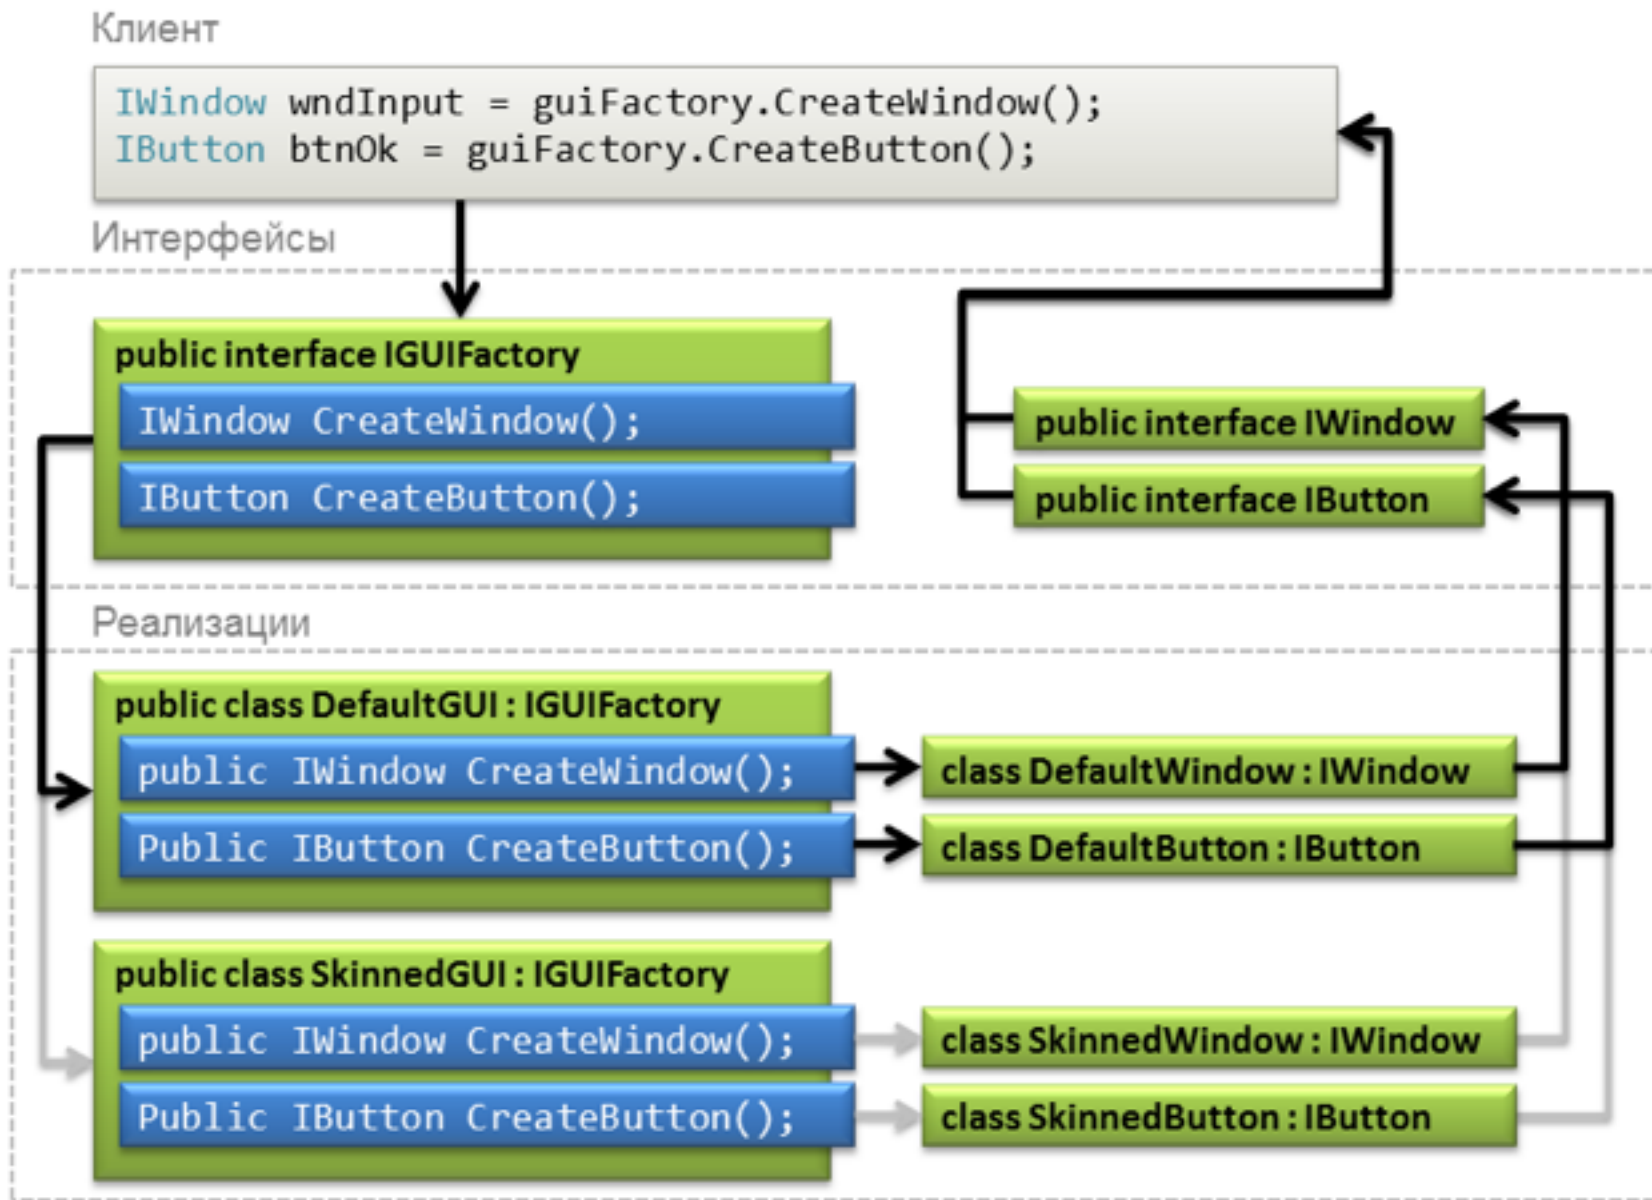 Клиент
IWindow wndInput = guiFactory.CreateWindow();
IButton btnOk = guiFactory.CreateButton();
Интерфейсы
public interface IGUIFactory
IWindow CreateWindow();
IButton CreateButton();
public interface IWindow
public interface IButton
Реализации
public class DefaultGUI : IGUIFactory
public IWindow CreateWindow();
Public IButton CreateButton();
class DefaultWindow : IWindow
class DefaultButton : IButton
public class SkinnedGUI : IGUIFactory
public IWindow CreateWindow();
Public IButton CreateButton();
class SkinnedWindow : IWindow
class SkinnedButton : IButton